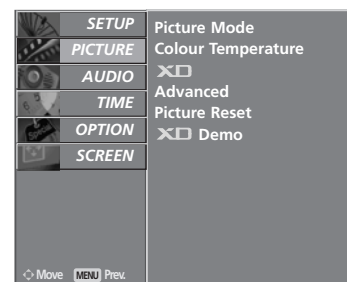 SETUP
PICTURE
AUDIO
TIME
OPTION
SCREEN
Move MENU Prev.
Picture Mode
Colour Temperature
XD
Advanced
Picture Reset
XD Demo